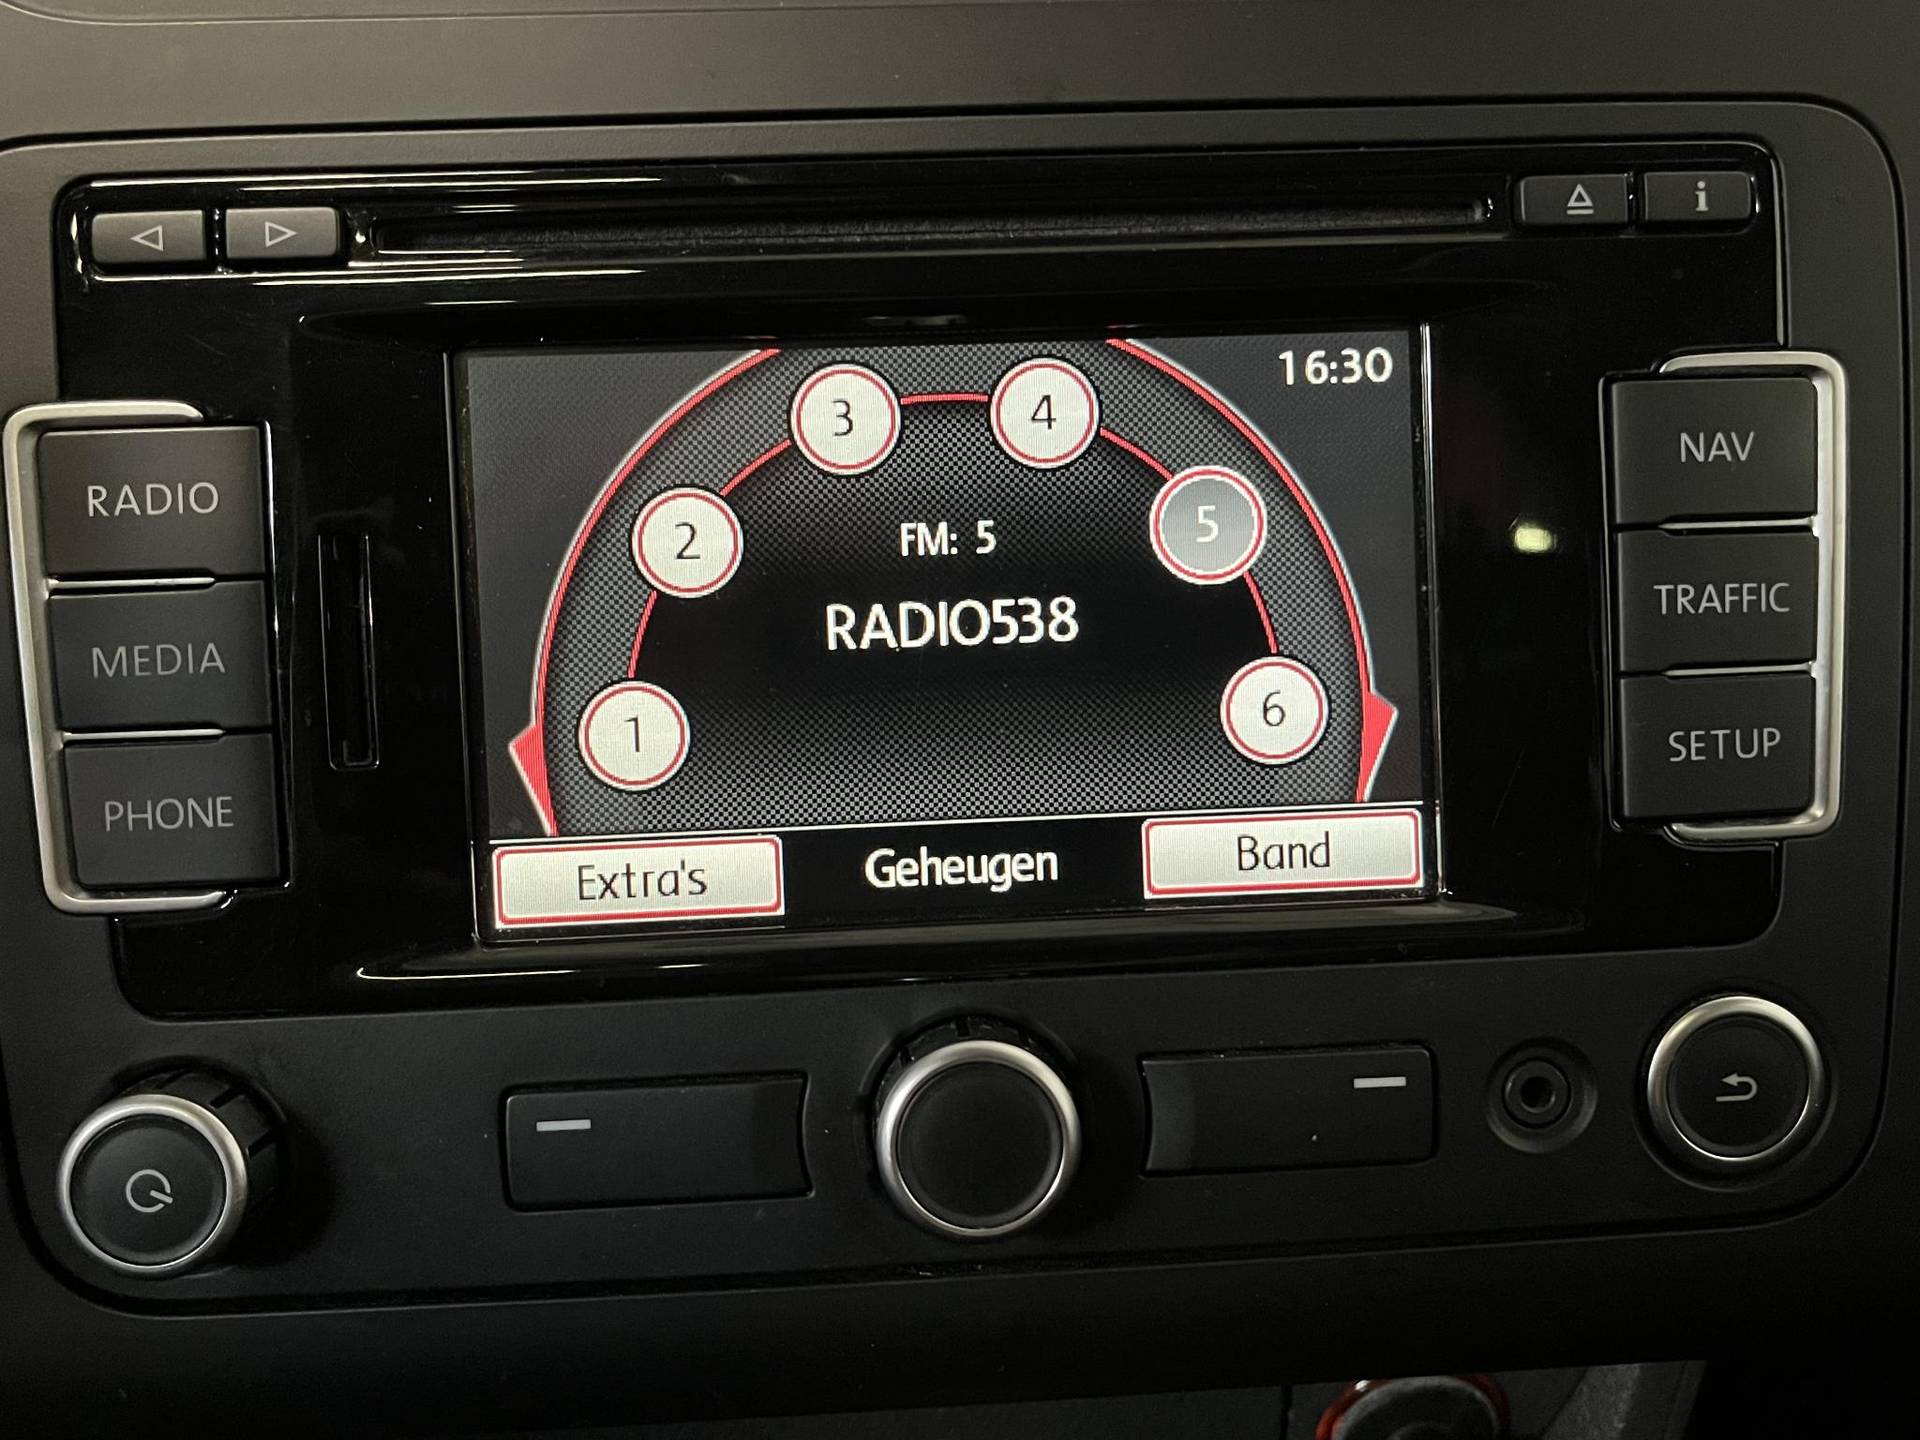 i
16:30
3
4
RADIO
2
5
NAV
FM: 5
MEDIA
RADIO538
TRAFFIC
1
6
PHONE
SETUP
Extra's
Geheugen
Band